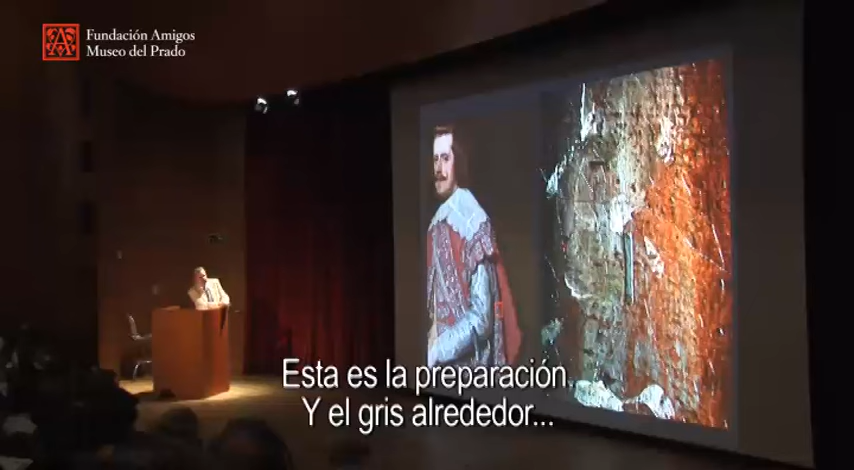 Fundación Amigos
Museo del Prado
Esta es la preparación.
Y el gris alrededor...